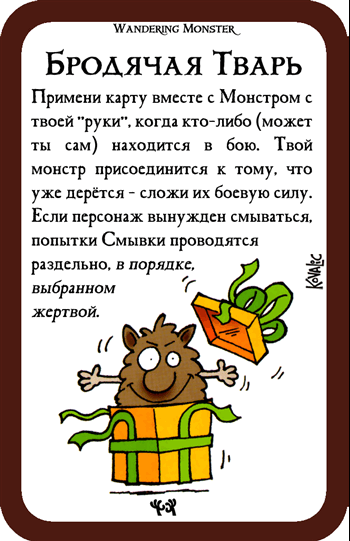 Wandering Monster
Бродячая Тварь
Примени карту вместе с Монстром с
твоей "руки", когда кто-либо (может
ты сам) находится в бою. Твой
монстр присоединится к тому, что
уже дерётся - сложи их боевую силу.
Если персонаж вынужден смываться,
попытки Смывки проводятся
раздельно, в порядке,
выбранном
жертвой.
Kovalic